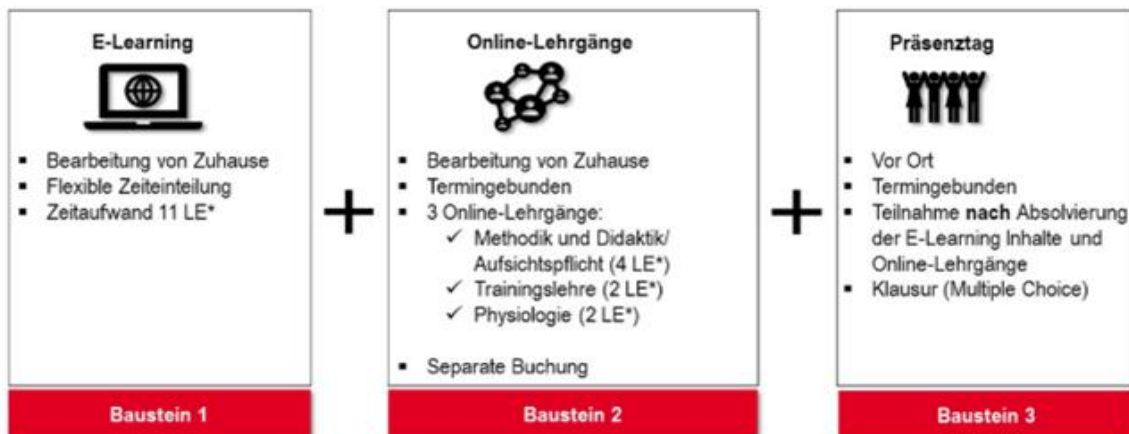 E-Learning
▪ Bearbeitung von Zuhause
▪ Flexible Zeiteinteilung
▪ Zeitaufwand 11 LE*
Baustein 1
+
Online-Lehrgänge
▪ Bearbeitung von Zuhause
▪ Termingebunden
▪ 3 Online-Lehrgänge:
✓ Methodik und Didaktik/
Aufsichtspflicht (4 LE*)
✓ Trainingslehre (2 LE*)
✓ Physiologie (2 LE*)
▪ Separate Buchung
Baustein 2
+
Präsenztag
▪ Vor Ort
▪ Termingebunden
▪ Teilnahme nach Absolvierung
der E-Learning Inhalte und
Online-Lehrgänge
▪ Klausur (Multiple Choice)
Baustein 3